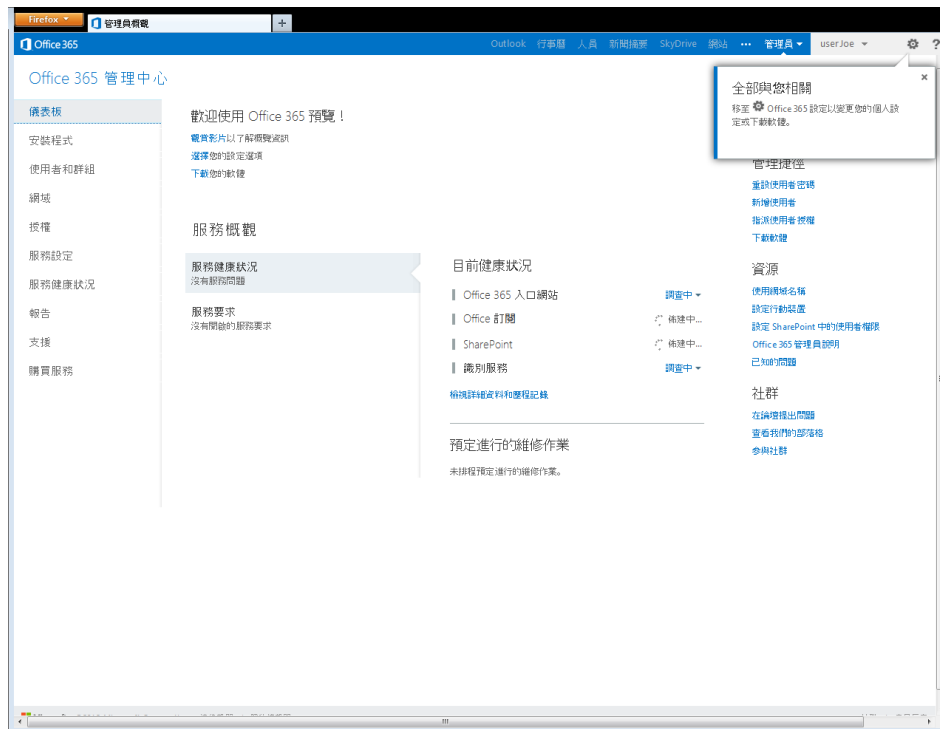 Firefox
管理員概觀
Office 365
Outlook 行事曆 人員 新聞摘要 SkyDrive 網站 ••• 管理員 userJoe ?
Office 365 管理中心
全部與您相關
移至 Office 365 設定以變更您的個人設
定或下載軟體。
儀表板
安裝程式
使用者和群組
網域
授權
服務設定
服務健康狀況
報告
支援
購買服務
歡迎使用 Office 365 預覽！
觀賞影片以了解概覽資訊
選擇您的設定選項
下載您的軟體
服務概觀
服務健康狀況
沒有服務問題
服務要求
沒有開啟的服務要求
目前健康狀況
Office 365 入口網站 調查中
Office 訂閱 佈建中...
SharePoint 佈建中...
識別服務 調查中
檢視詳細資料和歷程記錄
預定進行的維修作業
未排程預定進行的維修作業。
管理捷徑
重設使用者密碼
新增使用者
指派使用者授權
下載軟體
資源
使用網域名稱
設定行動裝置
設定 SharePoint 中的使用者權限
Office 365 管理員說明
已知的問題
社群
在論壇提出問題
查看我們的部落格
參與社群